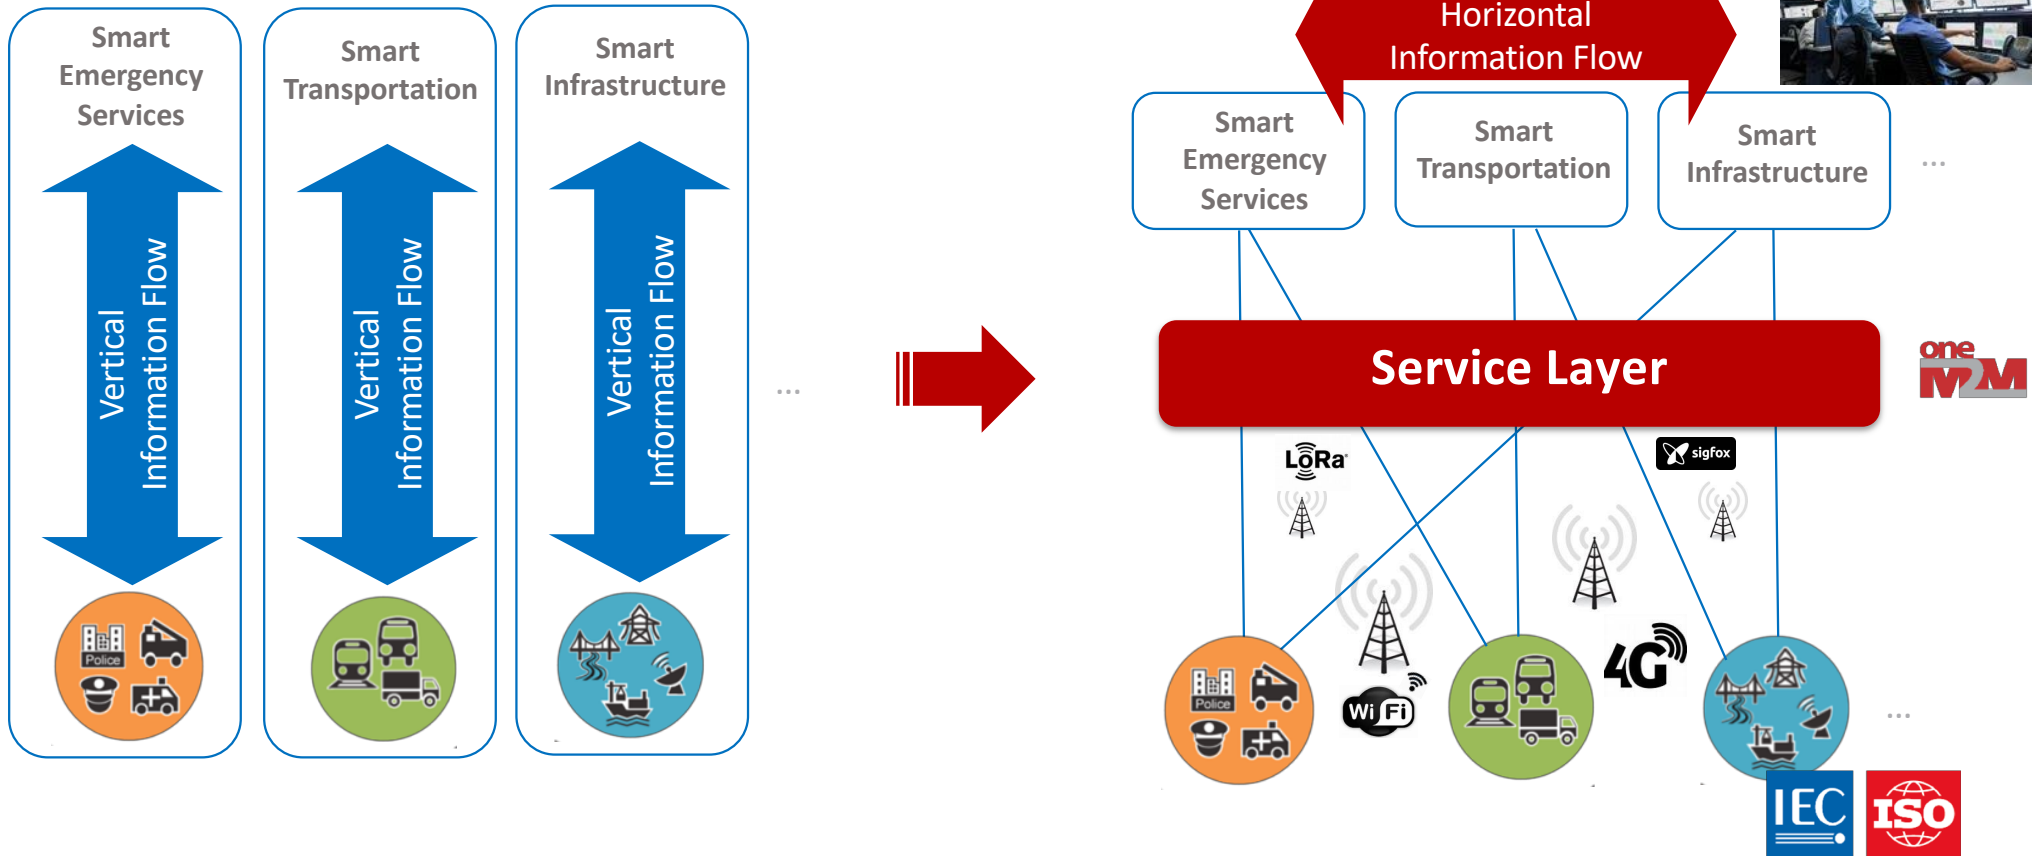 Smart
Emergency
Services
Vertical
Information Flow
Police
Smart
Transportation
Vertical
Information Flow
Smart
Infrastructure
Vertical
Information Flow
...
Horizontal
Information Flow
Smart
Emergency
Services
Smart
Transportation
Smart
Infrastructure
...
Service Layer
one
M2M
LoRa
sigfox
Wi Fi
4G
Police
...
IEC
ISO